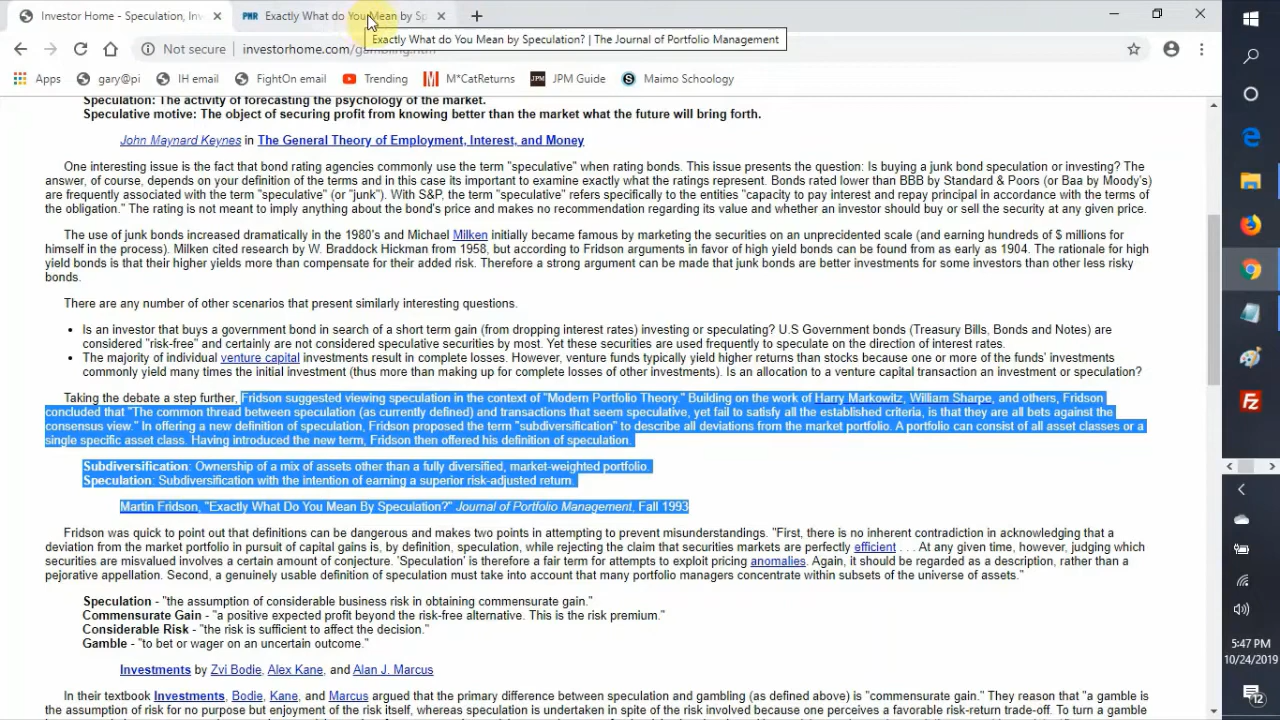 Investor Home - Speculation, Inv
PMR Exactly What do You Mean by Sp
Exactly What do You Mean by Speculation? | The Journal of Portfolio Management
Not secure | investorhome.com/gambling.htm
Apps gary@pi IH email FightOn email Trending M*CatReturns JPM Guide Maimo Schoology
Speculation: The activity of forecasting the psychology of the market.
Speculative motive: The object of securing profit from knowing better than the market what the future will bring forth.
John Maynard Keynes in The General Theory of Employment, Interest, and Money
One interesting issue is the fact that bond rating agencies commonly use the term "speculative" when rating bonds. This issue presents the question: Is buying a junk bond speculation or investing? The
answer, of course, depends on your definition of the terms and in this case its important to examine exactly what the ratings represent. Bonds rated lower than BBB by Standard & Poors (or Baa by Moody's)
are frequently associated with the term "speculative" (or "junk"). With S&P, the term "speculative" refers specifically to the entities "capacity to pay interest and repay principal in accordance with the terms of
the obligation." The rating is not meant to imply anything about the bond's price and makes no recommendation regarding its value and whether an investor should buy or sell the security at any given price.
The use of junk bonds increased dramatically in the 1980's and Michael Milken initially became famous by marketing the securities on an unprecidented scale (and earning hundreds of $ millions for
himself in the process). Milken cited research by W. Braddock Hickman from 1958, but according to Fridson arguments in favor of high yield bonds can be found from as early as 1904. The rationale for high
yield bonds is that their higher yields more than compensate for their added risk. Therefore a strong argument can be made that junk bonds are better investments for some investors than other less risky
bonds.
There are any number of other scenarios that present similarly interesting questions.
• Is an investor that buys a government bond in search of a short term gain (from dropping interest rates) investing or speculating? U.S Government bonds (Treasury Bills, Bonds and Notes) are
considered "risk-free" and certainly are not considered speculative securities by most. Yet these securities are used frequently to speculate on the direction of interest rates.
• The majority of individual venture capital investments result in complete losses. However, venture funds typically yield higher returns than stocks because one or more of the funds' investments
commonly yield many times the initial investment (thus more than making up for complete losses of other investments). Is an allocation to a venture capital transaction an investment or speculation?
Taking the debate a step further, Fridson suggested viewing speculation in the context of "Modern Portfolio Theory." Building on the work of Harry Markowitz, William Sharpe, and others, Fridson
concluded that "The common thread between speculation (as currently defined) and transactions that seem speculative, yet fail to satisfy all the established criteria, is that they are all bets against the
consensus view." In offering a new definition of speculation, Fridson proposed the term "subdiversification" to describe all deviations from the market portfolio. A portfolio can consist of all asset classes or a
single specific asset class. Having introduced the new term, Fridson then offered his definition of speculation.
Subdiversification: Ownership of a mix of assets other than a fully diversified, market-weighted portfolio.
Speculation: Subdiversification with the intention of earning a superior risk-adjusted return.
Martin Fridson, "Exactly What Do You Mean By Speculation?" Journal of Portfolio Management, Fall 1993
Fridson was quick to point out that definitions can be dangerous and makes two points in attempting to prevent misunderstandings. "First, there is no inherent contradiction in acknowledging that a
deviation from the market portfolio in pursuit of capital gains is, by definition, speculation, while rejecting the claim that securities markets are perfectly efficient . . . At any given time, however, judging which
securities are misvalued involves a certain amount of conjecture. 'Speculation' is therefore a fair term for attempts to exploit pricing anomalies. Again, it should be regarded as a description, rather than a
pejorative appellation. Second, a genuinely usable definition of speculation must take into account that many portfolio managers concentrate within subsets of the universe of assets."
Speculation - "the assumption of considerable business risk in obtaining commensurate gain."
Commensurate Gain - "a positive expected profit beyond the risk-free alternative. This is the risk premium."
Considerable Risk - "the risk is sufficient to affect the decision."
Gamble - "to bet or wager on an uncertain outcome."
Investments by Zvi Bodie, Alex Kane, and Alan J. Marcus
In their textbook Investments, Bodie, Kane, and Marcus argued that the primary difference between speculation and gambling (as defined above) is "commensurate gain." They reason that "a gamble is
the assumption of risk for no purpose but enjoyment of the risk itself, whereas speculation is undertaken in spite of the risk involved because one perceives a favorable risk-return trade-off. To turn a gamble
5:47 PM
10/24/2019
12